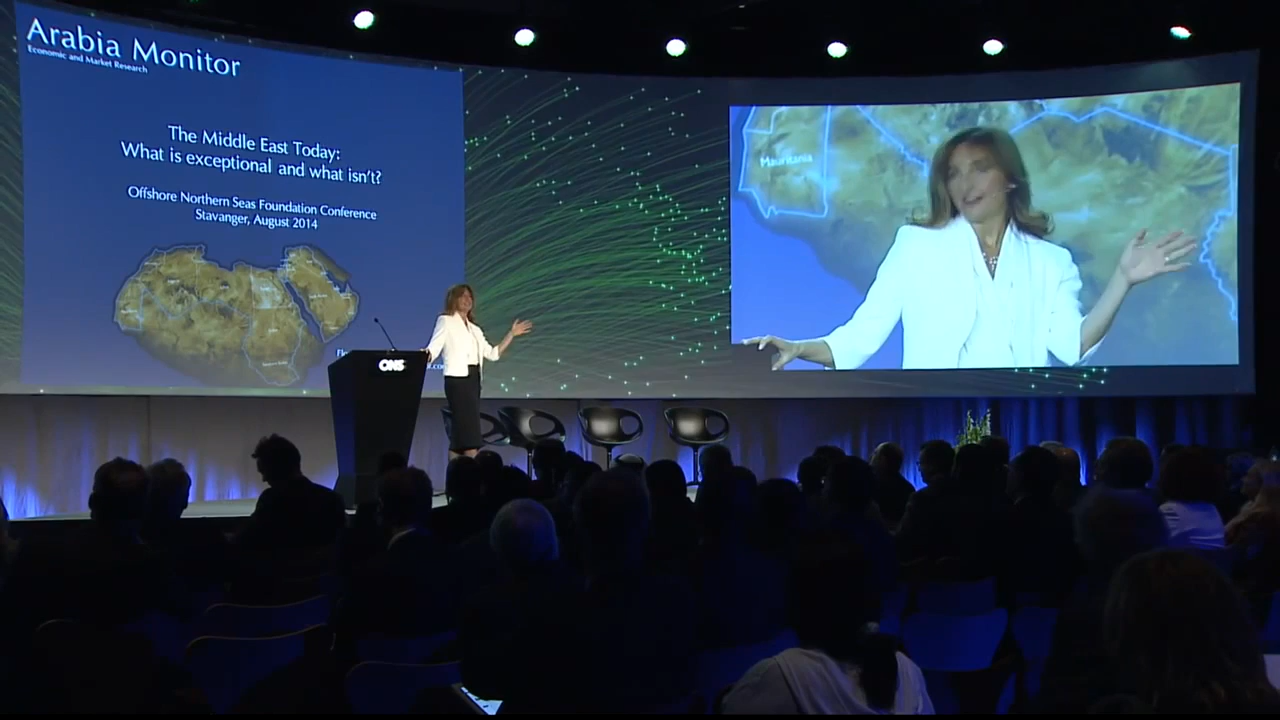 Arabia Monitor
Economic and Market Research
The Middle East Today:
What is exceptional and what isn't?
Offshore Northern Seas Foundation Conference
Stavanger, August 2014
Mauritania
ONS